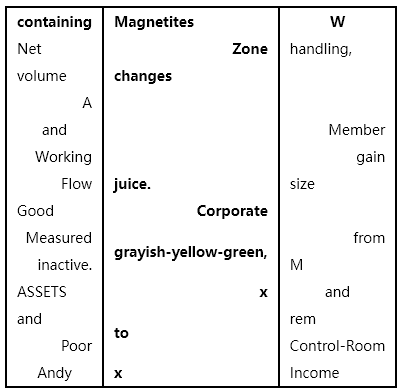 containing Magnetites W
Net Zone handling,
volume changes
A
and Member
Working gain
Flow juice. size
Good Corporate
Measured from
grayish-yellow-green,
inactive. M
ASSETS x and
and rem
to
Poor Control-Room
Andy x Income